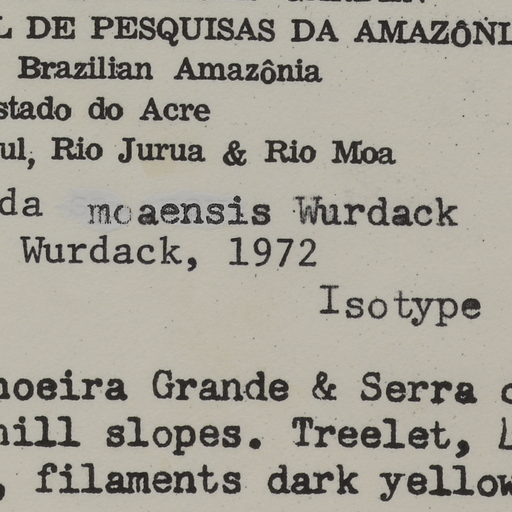 L DE PESQUISAS DA AMAZÔNI
Brazilian Amazônia
stado do Acre
ul, Rio Jurua & Rio Moa
da moaensis Wurdack
Wurdack, 1972
Isotype
hoeira Grande & Serra
hill slopes. Treelet,
, filaments dark yellow